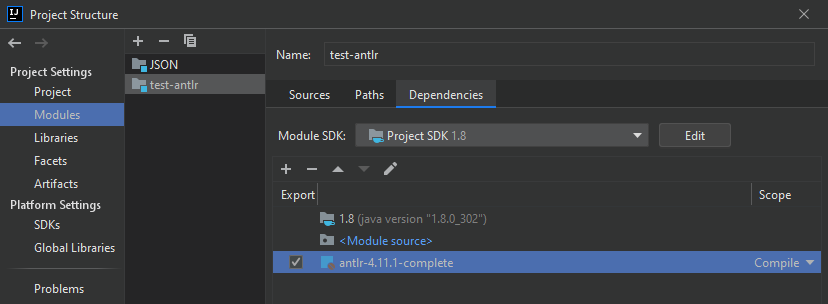 IJ Project Structure
Project Settings
Project
Modules
Libraries
Facets
Artifacts
Platform Settings
SDKs
Global Libraries
Problems
JSON
test-antlr
Name: test-antlr
Sources Paths Dependencies
Module SDK: Project SDK 1.8 Edit
Export Scope
1.8 (java version "1.8.0_302")
<Module source>
antlr-4.11.1-complete Compile